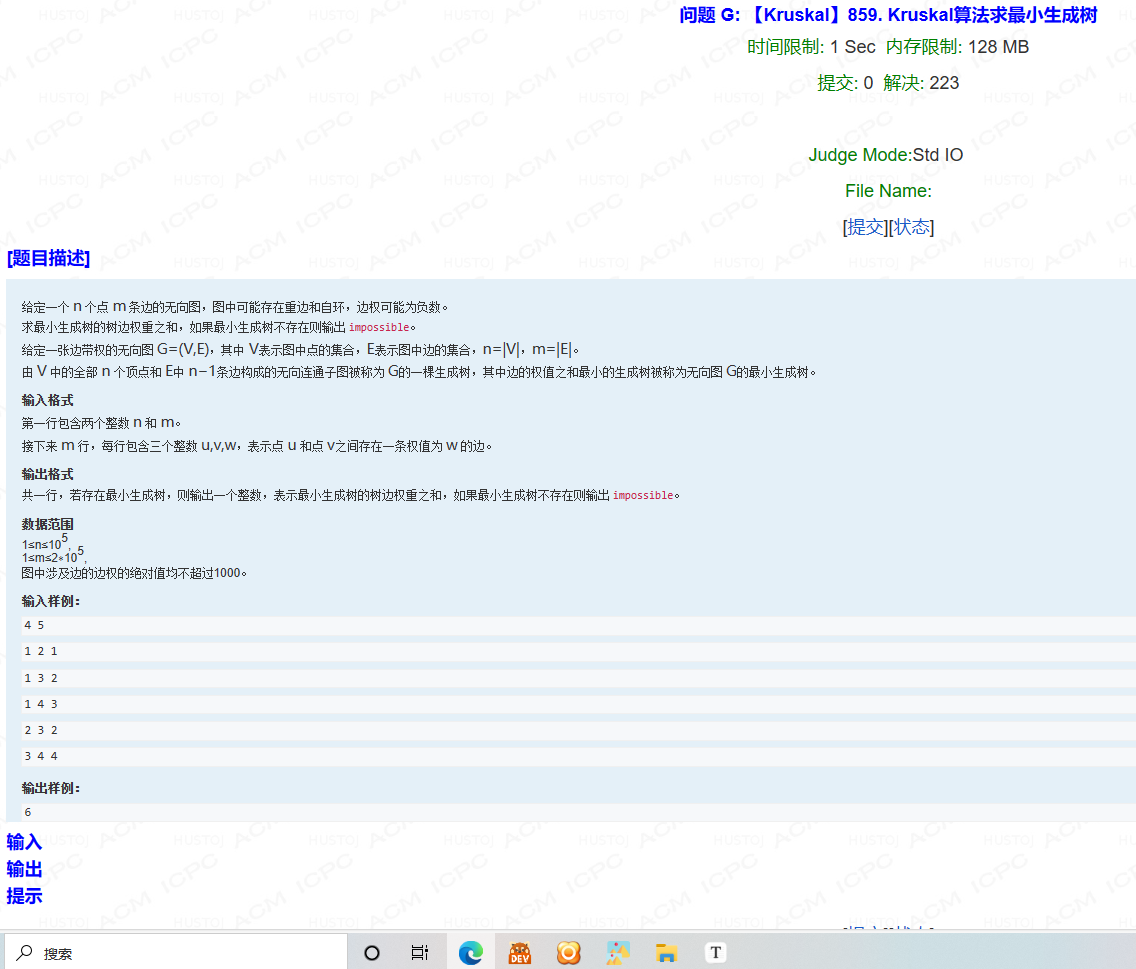 问题 G: 【Kruskal】859. Kruskal算法求最小生成树
时间限制: 1 Sec 内存限制: 128 MB
提交: 0 解决: 223
Judge Mode:Std IO
File Name:
[提交][状态]
[题目描述]
给定一个 n 个点 m 条边的无向图，图中可能存在重边和自环，边权可能为负数。
求最小生成树的树边权重之和，如果最小生成树不存在则输出 impossible。
给定一张边带权的无向图 G=(V,E)，其中 V表示图中点的集合，E表示图中边的集合，n=|V|，m=|E|。
由 V 中的全部 n 个顶点和 E中 n−1条边构成的无向连通子图被称为 G的一棵生成树，其中边的权值之和最小的生成树被称为无向图 G的最小生成树。
输入格式
第一行包含两个整数 n 和 m。
接下来 m 行，每行包含三个整数 u,v,w，表示点 u 和点 v之间存在一条权值为 w 的边。
输出格式
共一行，若存在最小生成树，则输出一个整数，表示最小生成树的树边权重之和，如果最小生成树不存在则输出 impossible。
数据范围
1≤n≤10^5,
1≤m≤2∗10^5,
图中涉及边的边权的绝对值均不超过1000。
输入样例：
4 5
1 2 1
1 3 2
1 4 3
2 3 2
3 4 4
输出样例：
6
输入
输出
提示
搜索
DEV
T
HUSTOJ ACM ICPC